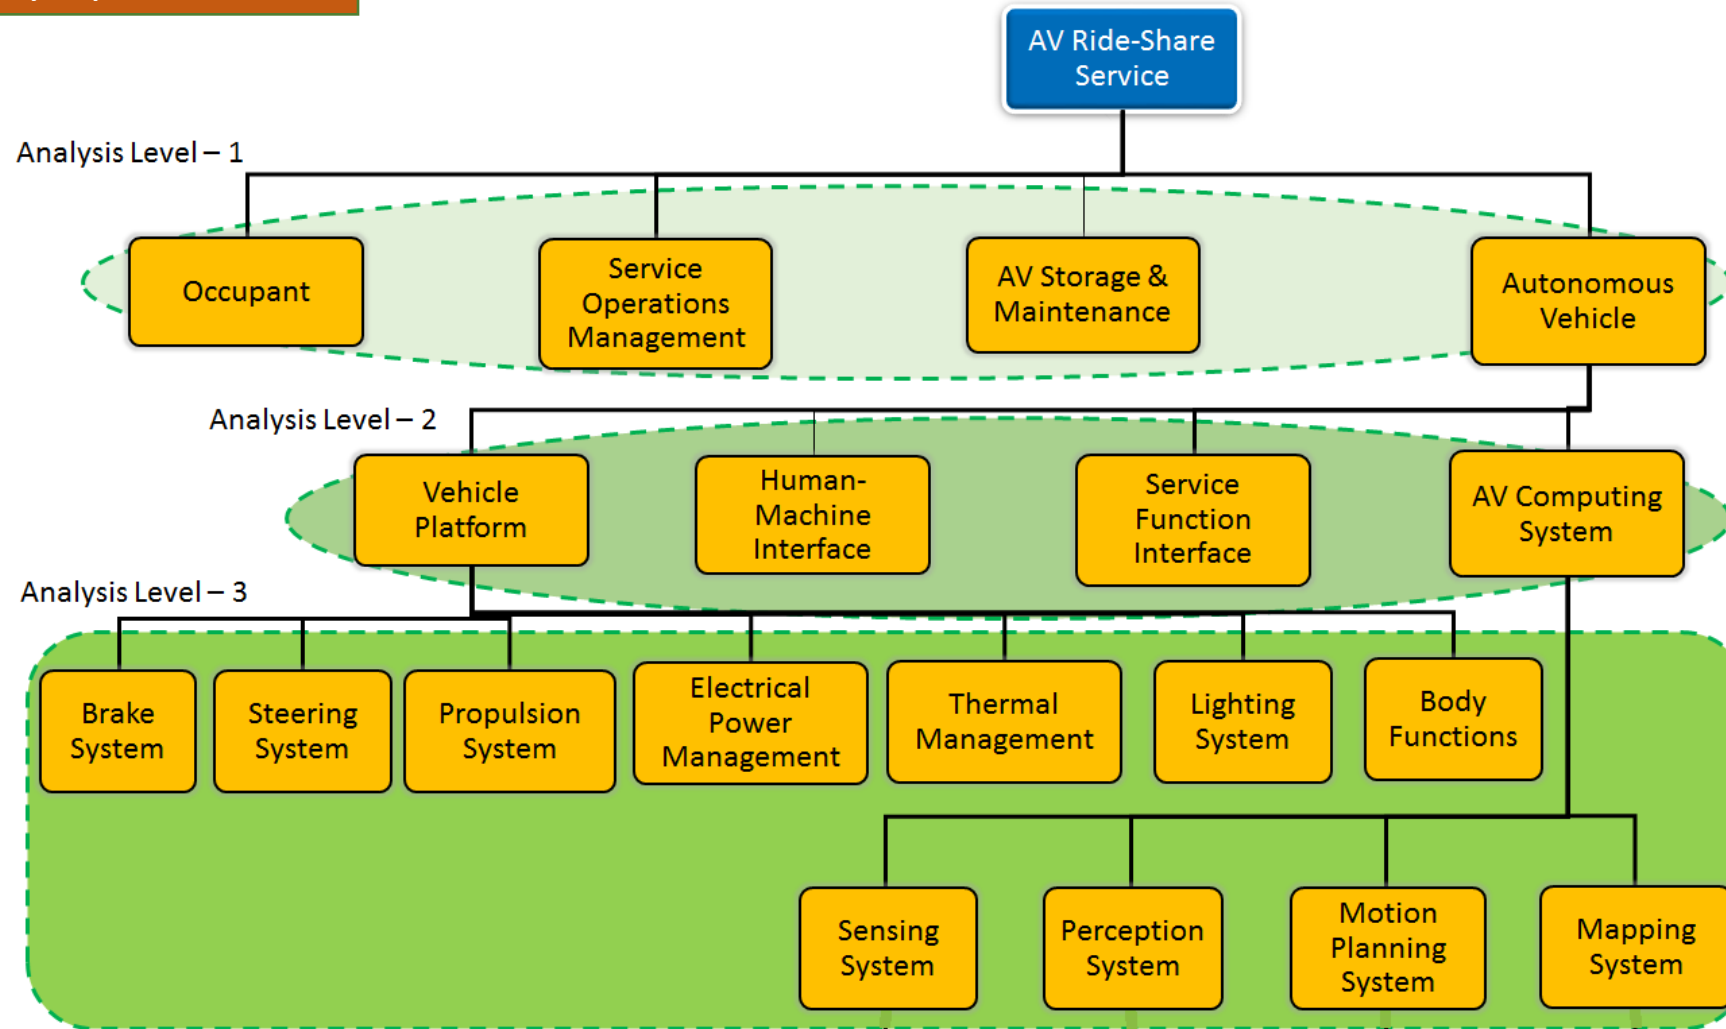 AV Ride-Share
Service
Analysis Level – 1
Occupant
Service
Operations
Management
AV Storage &
Maintenance
Autonomous
Vehicle
Analysis Level – 2
Vehicle
Platform
Human-
Machine
Interface
Service
Function
Interface
AV Computing
System
Analysis Level – 3
Brake
System
Steering
System
Propulsion
System
Electrical
Power
Management
Thermal
Management
Lighting
System
Body
Functions
Sensing
System
Perception
System
Motion
Planning
System
Mapping
System